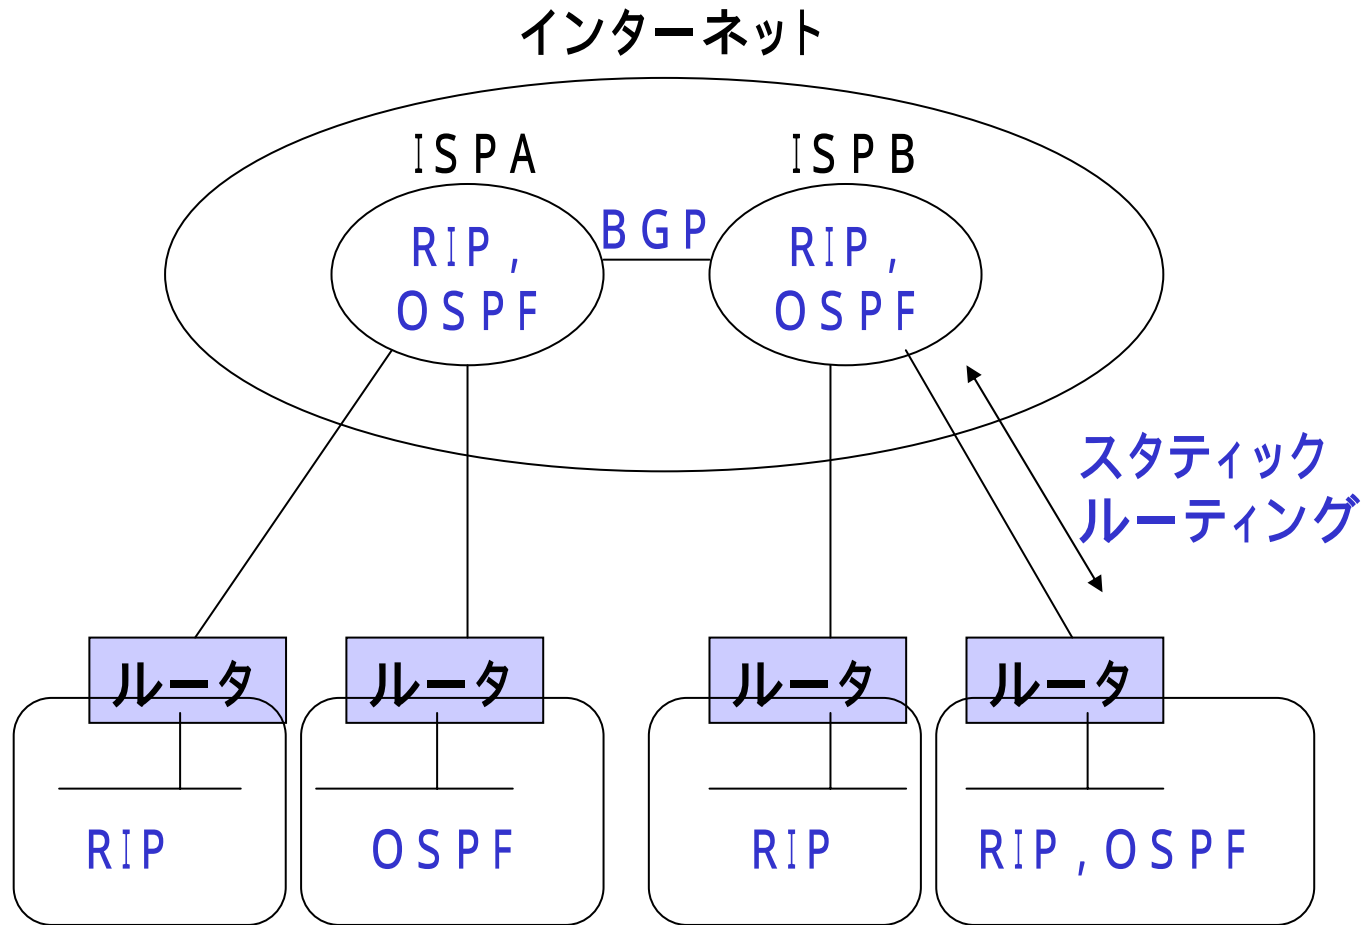 インターネット
ISPA
ISPB
BGP
RIP,
OSPF
RIP,
OSPF
スタティック
ルーティング
ルータ
ルータ
ルータ
ルータ
RIP
OSPF
RIP
RIP,OSPF